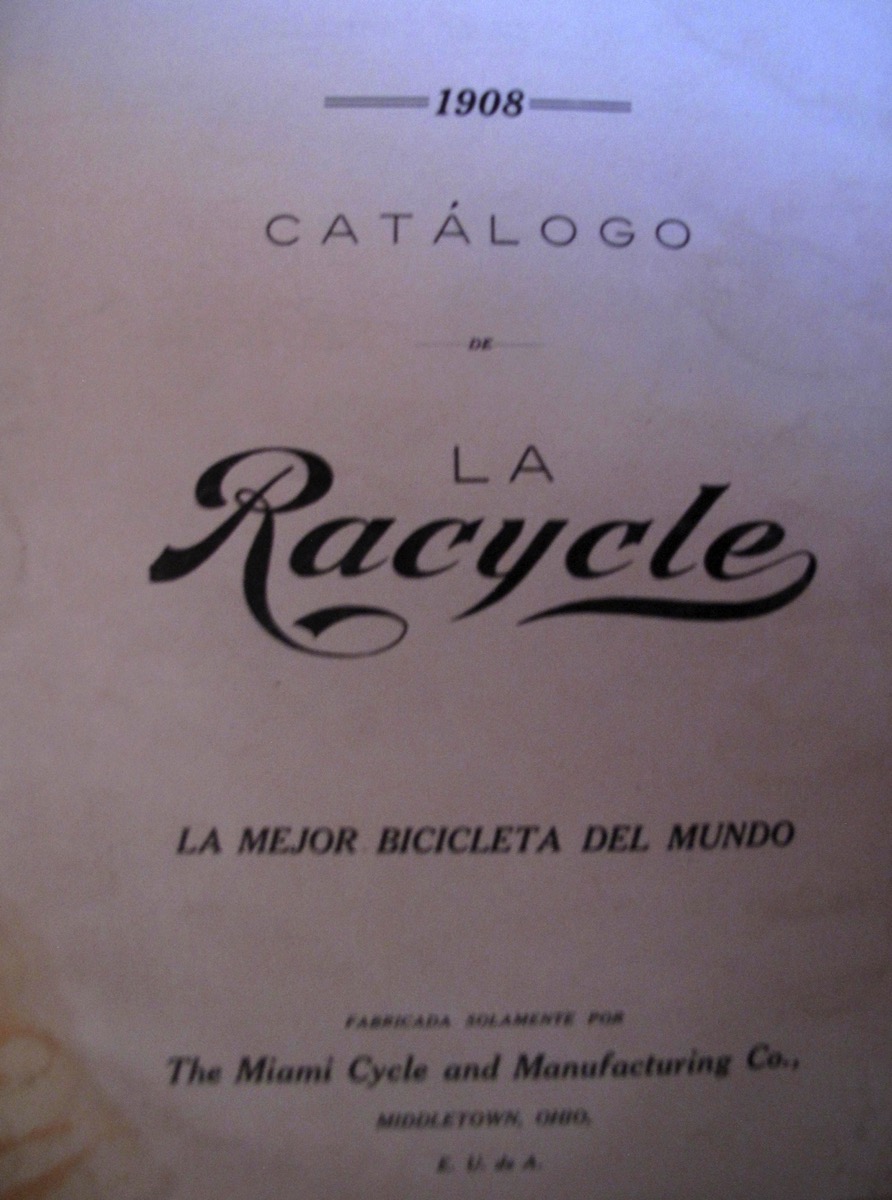 1908
CATÁLOGO
DE
LA
Racycle
LA MEJOR BICICLETA DEL MUNDO
FABRICADA SOLAMENTE POR
The Miami Cycle and Manufacturing Co.,
MIDDLETOWN, OHIO,
E. U. de A.